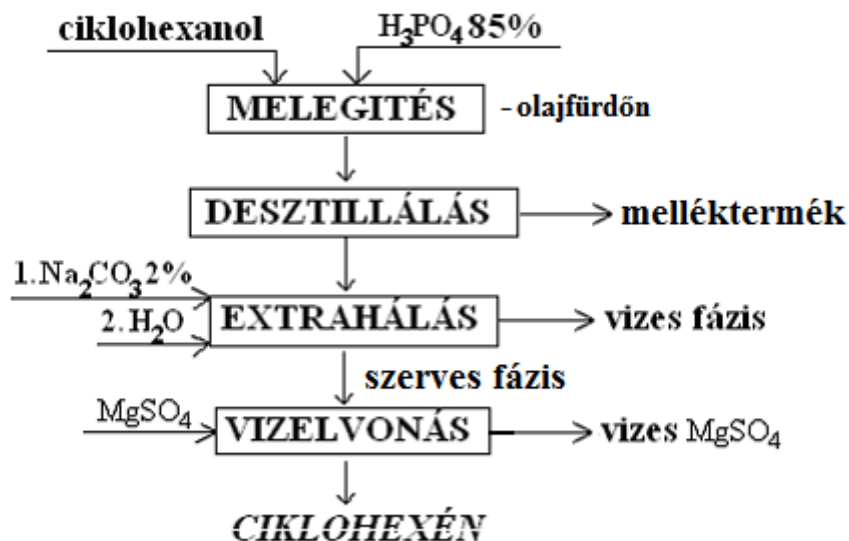 ciklohexanol
H₃PO₄ 85%
MELEGITÉS
- olajfürdőn
DESZTILLÁLÁS
melléktermék
1. Na₂CO₃ 2%
2. H₂O
EXTRAHÁLÁS
vizes fázis
szerves fázis
MgSO₄
VIZELVONÁS
vizes MgSO₄
CIKLOHEXÉN